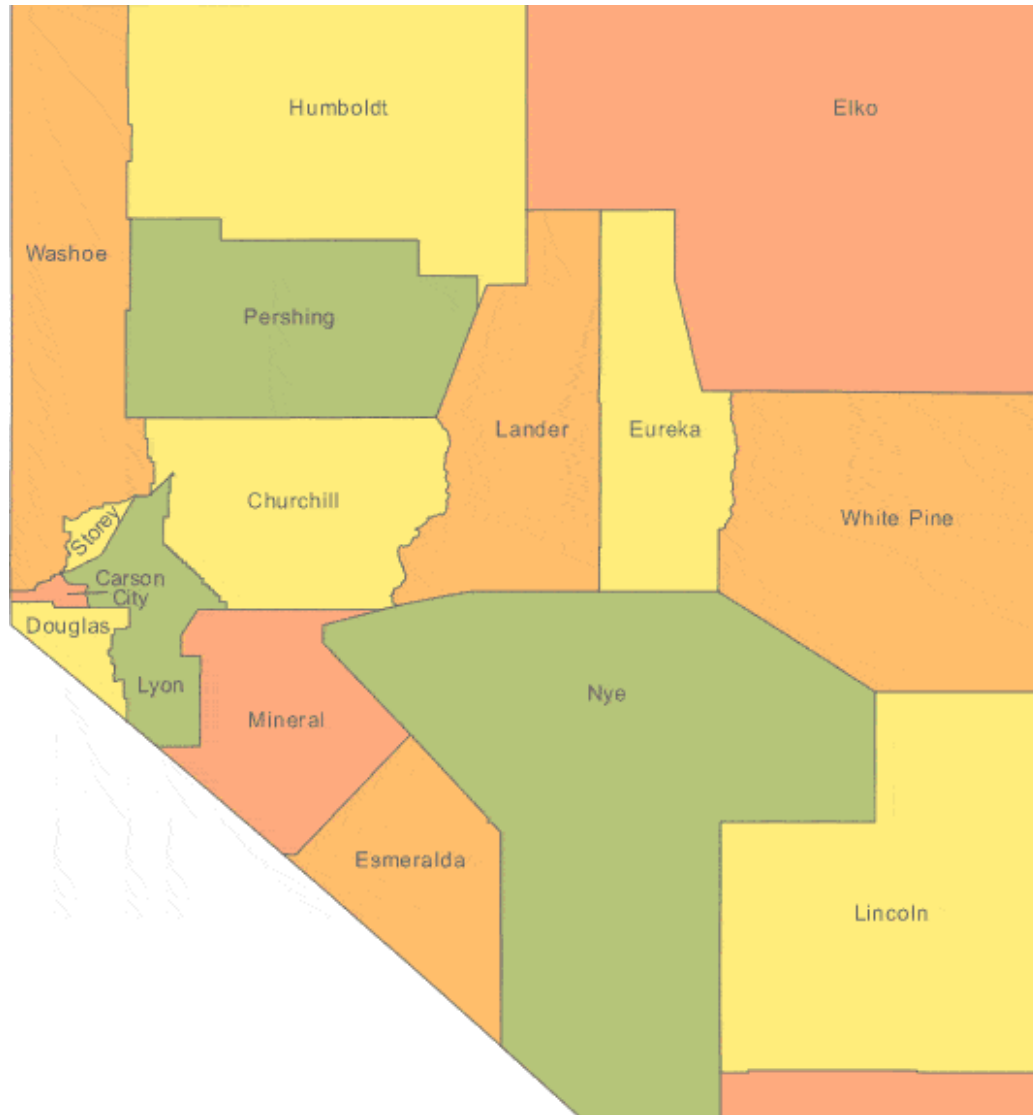 Humboldt
Elko
Washoe
Pershing
Lander
Eureka
Churchill
White Pine
Storey
Carson
City
Douglas
Lyon
Nye
Mineral
Esmeralda
Lincoln